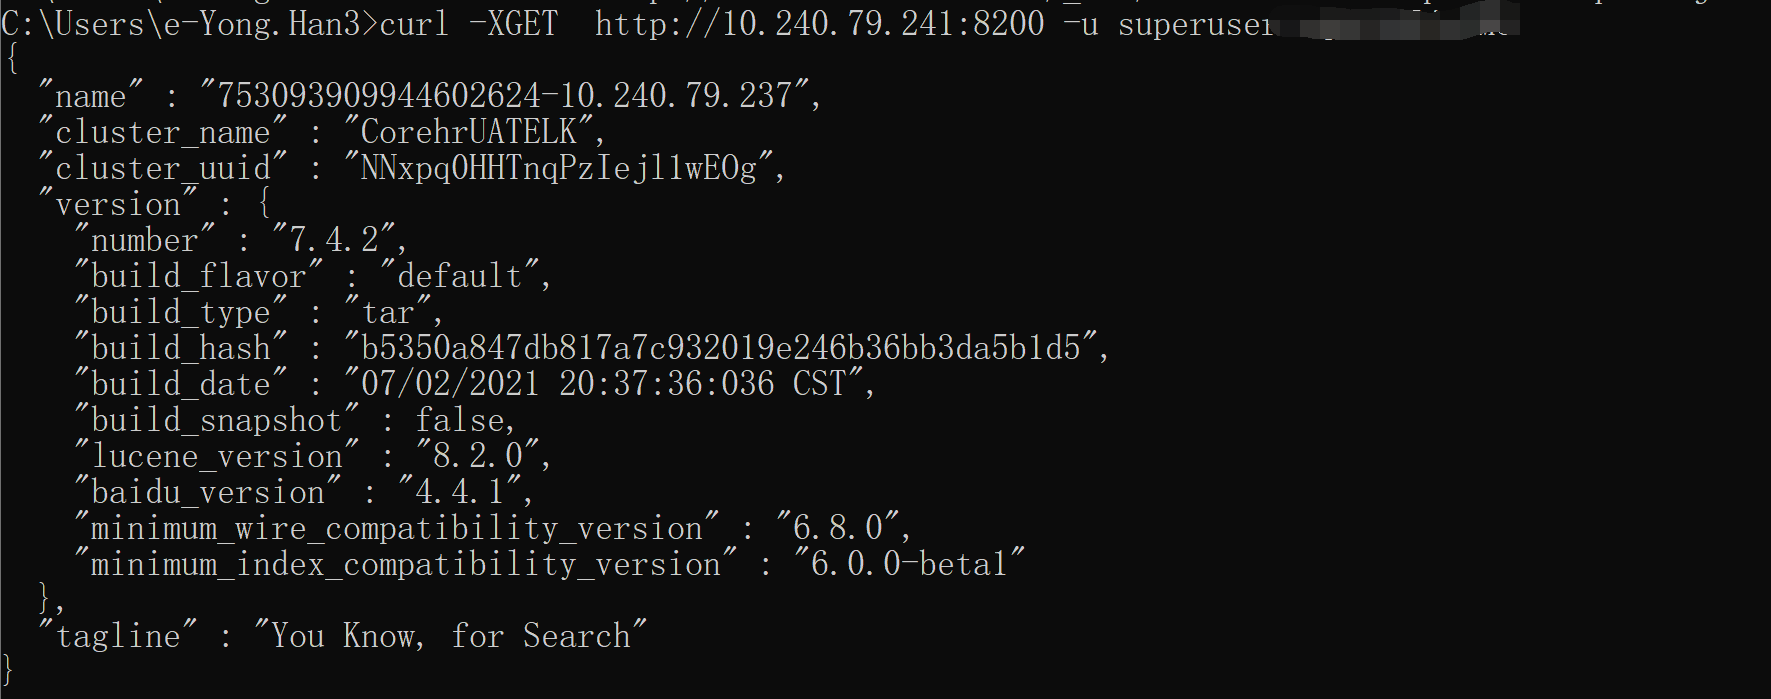 C:\Users\e-Yong.Han3>curl -XGET  http://10.240.79.241:8200 -u superuser
{
  "name" : "753093909944602624-10.240.79.237",
  "cluster_name" : "CorehrUATELK",
  "cluster_uuid" : "NNxpq0HHTnqPzIejl1wEOg",
  "version" : {
    "number" : "7.4.2",
    "build_flavor" : "default",
    "build_type" : "tar",
    "build_hash" : "b5350a847db817a7c932019e246b36bb3da5b1d5",
    "build_date" : "07/02/2021 20:37:36:036 CST",
    "build_snapshot" : false,
    "lucene_version" : "8.2.0",
    "baidu_version" : "4.4.1",
    "minimum_wire_compatibility_version" : "6.8.0",
    "minimum_index_compatibility_version" : "6.0.0-beta1"
  },
  "tagline" : "You Know, for Search"
}